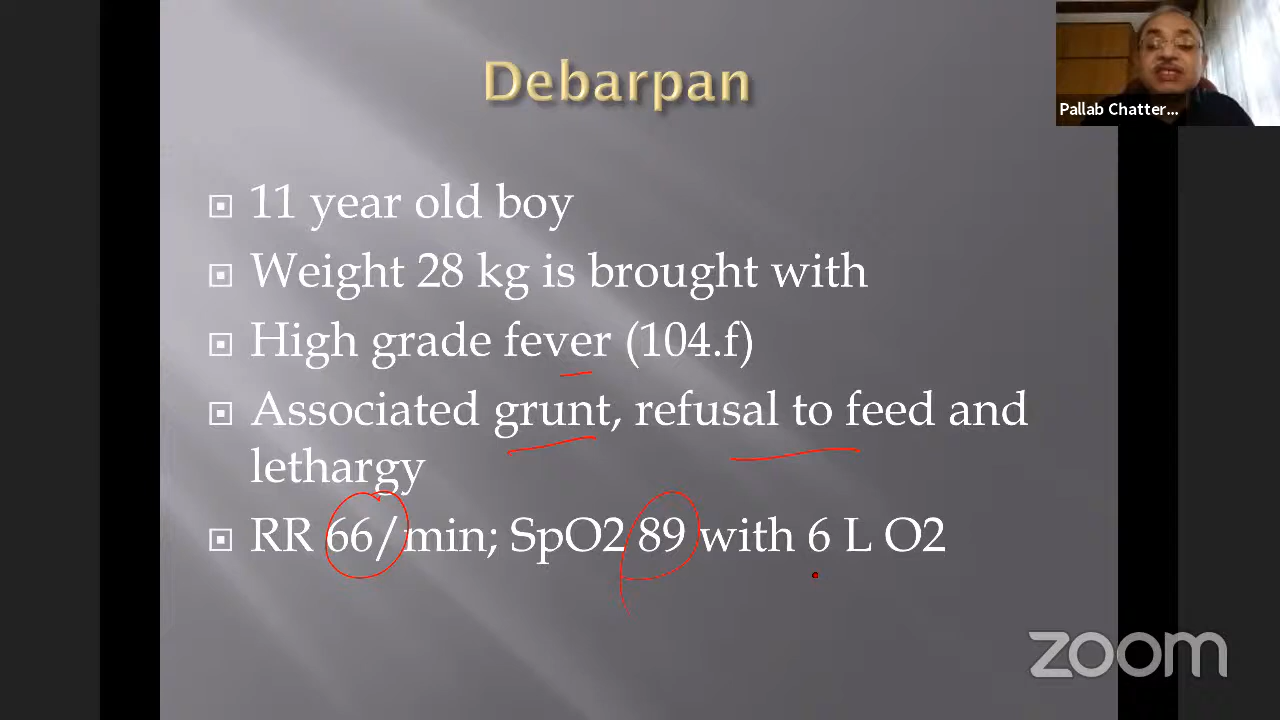 Debarpan
Pallab Chatter...
11 year old boy
Weight 28 kg is brought with
High grade fever (104.f)
Associated grunt, refusal to feed and
lethargy
RR 66/min; SpO2 89 with 6 L O2
zoom